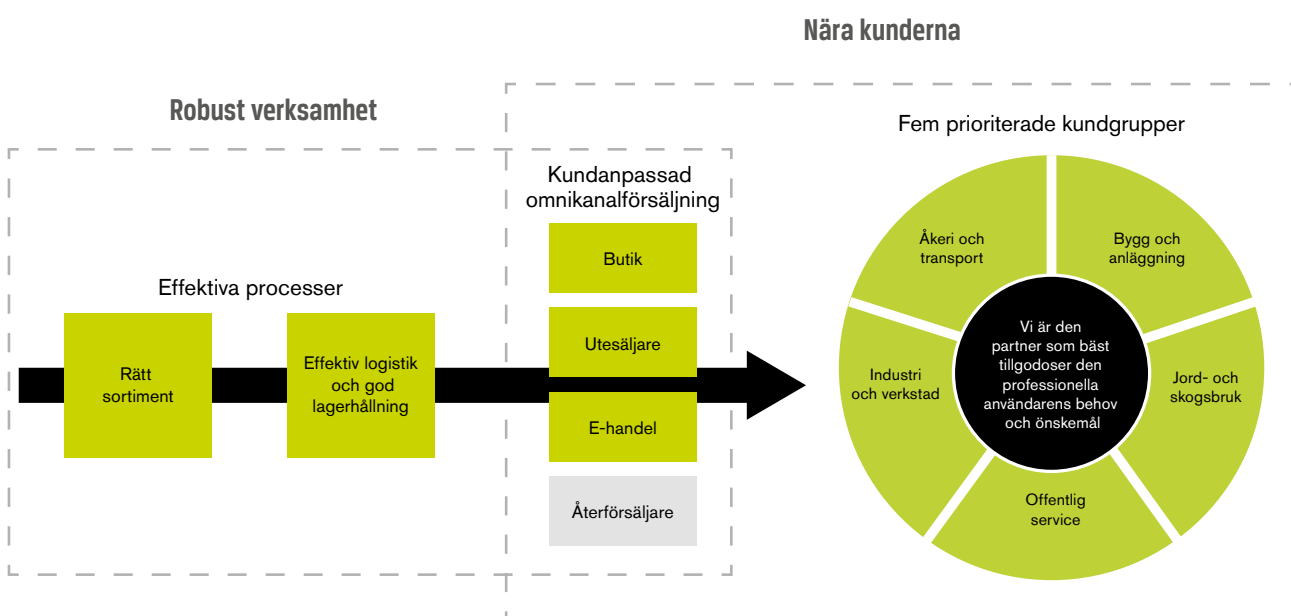 Nära kunderna
Robust verksamhet
Fem prioriterade kundgrupper
Kundanpassad
omnikanalförsäljning
Effektiva processer
Rätt
sortiment
Effektiv logistik
och god
lagerhållning
Butik
Utesäljare
E-handel
Återförsäljare
Åkeri och
transport
Bygg och
anläggning
Industri
och verkstad
Vi är den
partner som bäst
tillgodoser den
professionella
användarens behov
och önskemål
Jord- och
skogsbruk
Offentlig
service